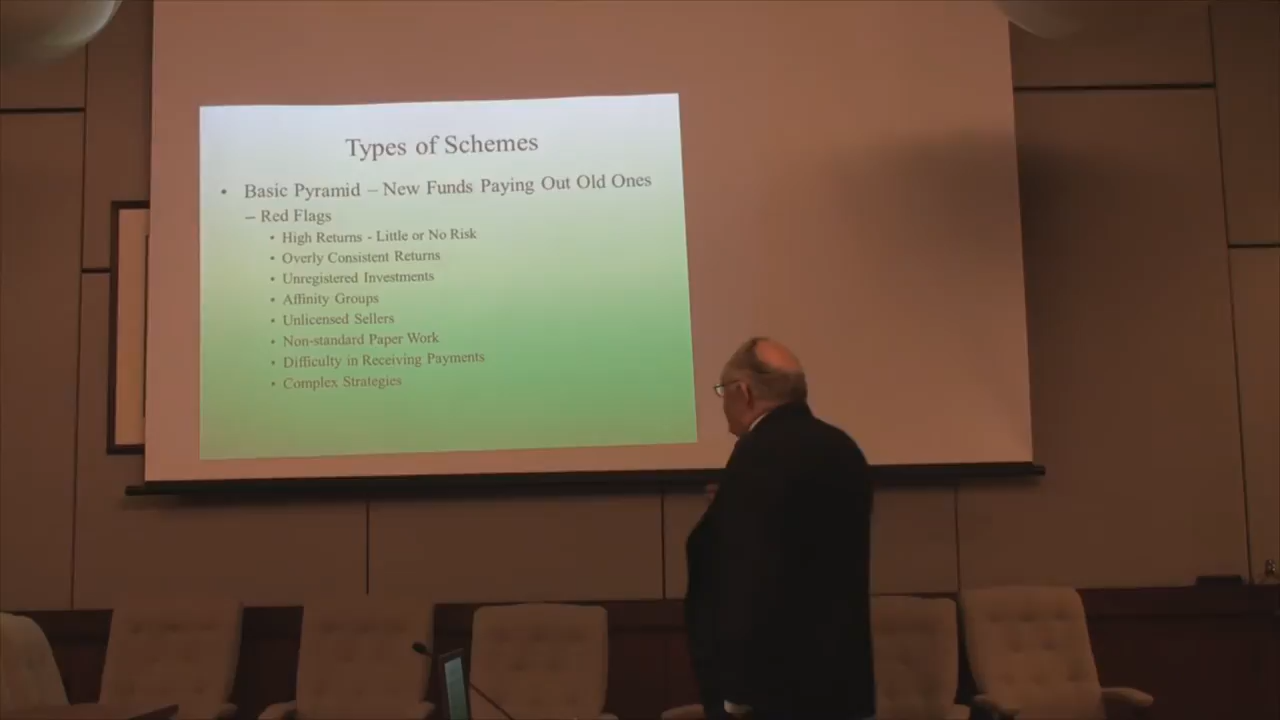 Types of Schemes
• Basic Pyramid – New Funds Paying Out Old Ones
– Red Flags
• High Returns - Little or No Risk
• Overly Consistent Returns
• Unregistered Investments
• Affinity Groups
• Unlicensed Sellers
• Non-standard Paper Work
• Difficulty in Receiving Payments
• Complex Strategies